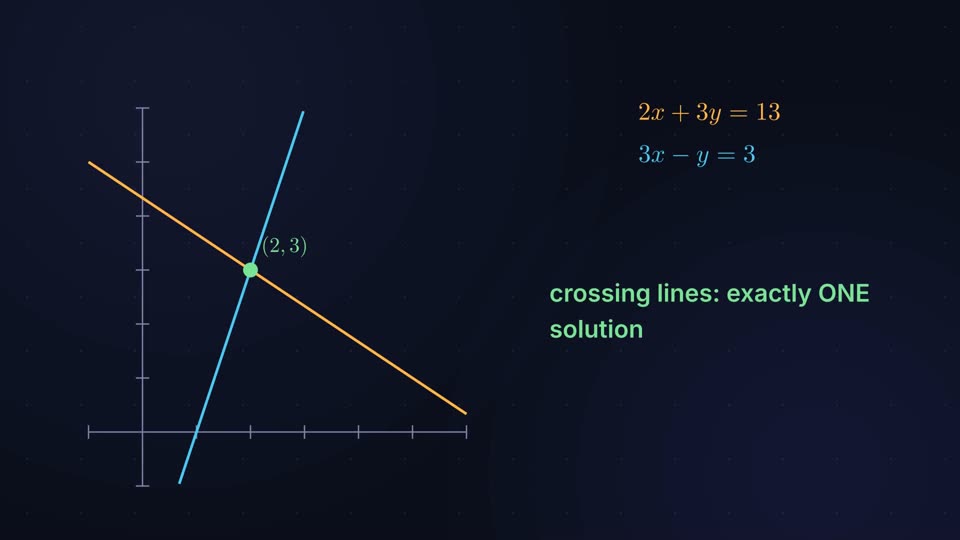 2x + 3y = 13
3x − y = 3
(2, 3)
crossing lines: exactly ONE
solution